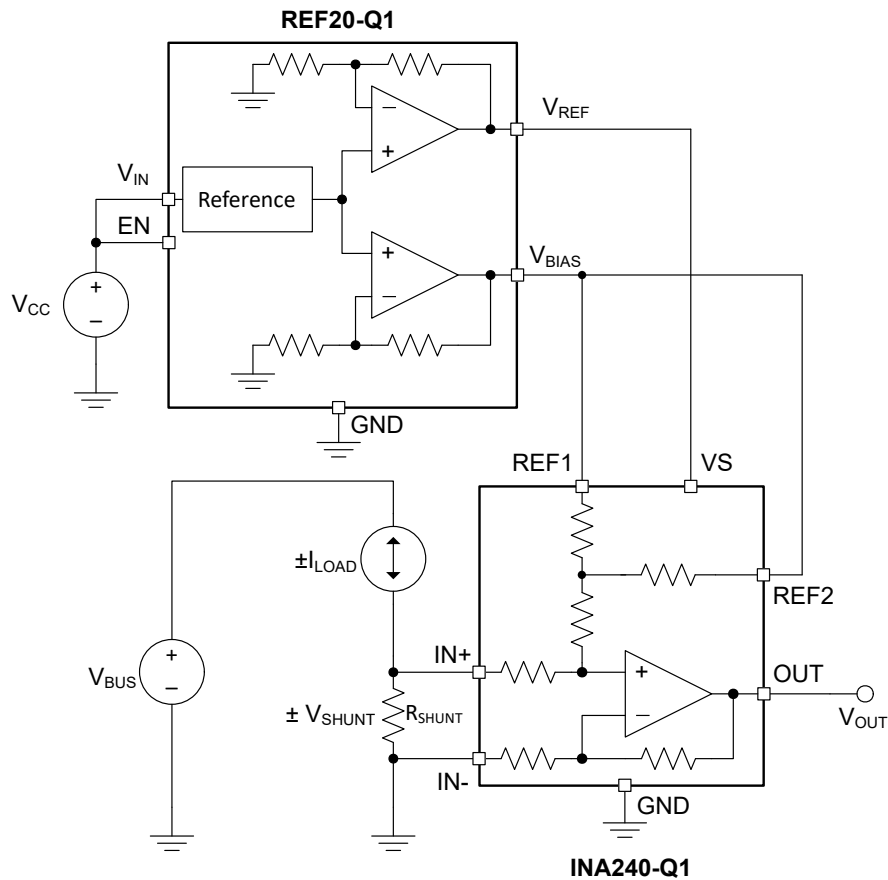 REF20-Q1
V_REF
V_IN
Reference
EN
+
−
V_CC
+
−
−
+
+
−
V_BIAS
GND
REF1
VS
±I_LOAD
REF2
V_BUS
+
−
IN+
± V_SHUNT
R_SHUNT
+
−
OUT
V_OUT
IN-
GND
INA240-Q1